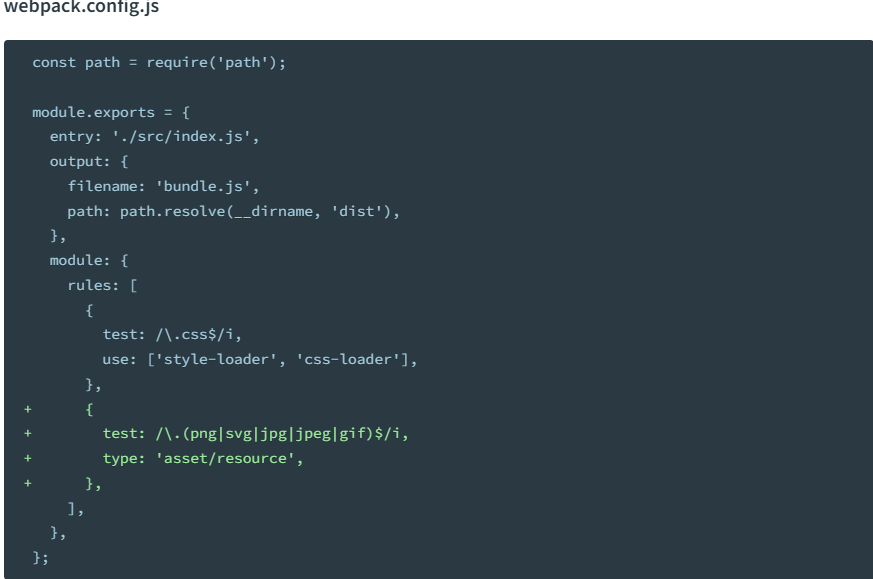 webpack.config.js
const path = require('path');
module.exports = {
entry: './src/index.js',
output: {
filename: 'bundle.js',
path: path.resolve(__dirname, 'dist'),
},
module: {
rules: [
{
test: /\.css$/i,
use: ['style-loader', 'css-loader'],
},
+ {
+ test: /\.(png|svg|jpg|jpeg|gif)$/i,
+ type: 'asset/resource',
+ },
],
},
};